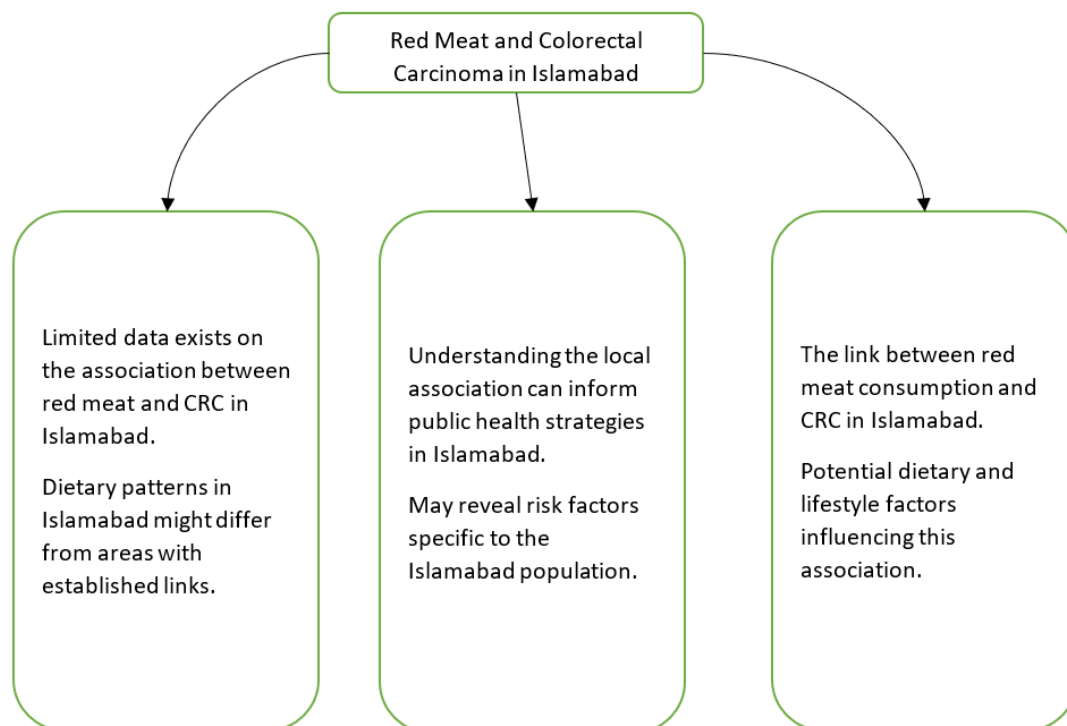 Red Meat and Colorectal
Carcinoma in Islamabad
Limited data exists on
the association between
red meat and CRC in
Islamabad.
Dietary patterns in
Islamabad might differ
from areas with
established links.
Understanding the local
association can inform
public health strategies
in Islamabad.
May reveal risk factors
specific to the
Islamabad population.
The link between red
meat consumption and
CRC in Islamabad.
Potential dietary and
lifestyle factors
influencing this
association.